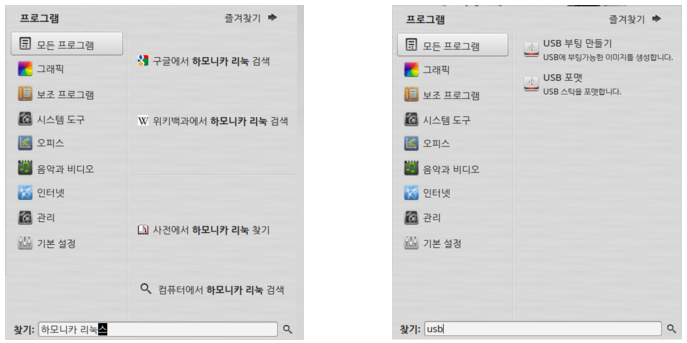 프로그램
즐겨찾기
모든 프로그램
그래픽
보조 프로그램
시스템 도구
오피스
음악과 비디오
인터넷
관리
기본 설정
구글에서 하모니카 리눅 검색
W 위키백과에서 하모니카 리눅 검색
사전에서 하모니카 리눅 찾기
컴퓨터에서 하모니카 리눅 검색
찾기: 하모니카 리눅스
프로그램
즐겨찾기
모든 프로그램
그래픽
보조 프로그램
시스템 도구
오피스
음악과 비디오
인터넷
관리
기본 설정
USB 부팅 만들기
USB에 부팅가능한 이미지를 생성합니다.
USB 포맷
USB 스틱을 포맷합니다.
찾기: usb